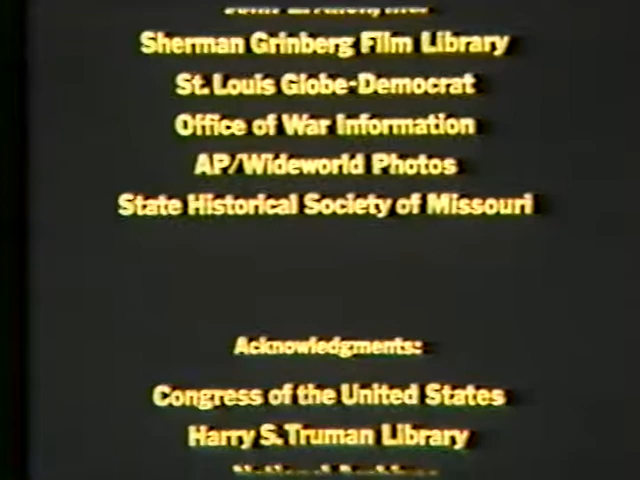 Sherman Grinberg Film Library
St. Louis Globe-Democrat
Office of War Information
AP/Wideworld Photos
State Historical Society of Missouri
Acknowledgments:
Congress of the United States
Harry S. Truman Library